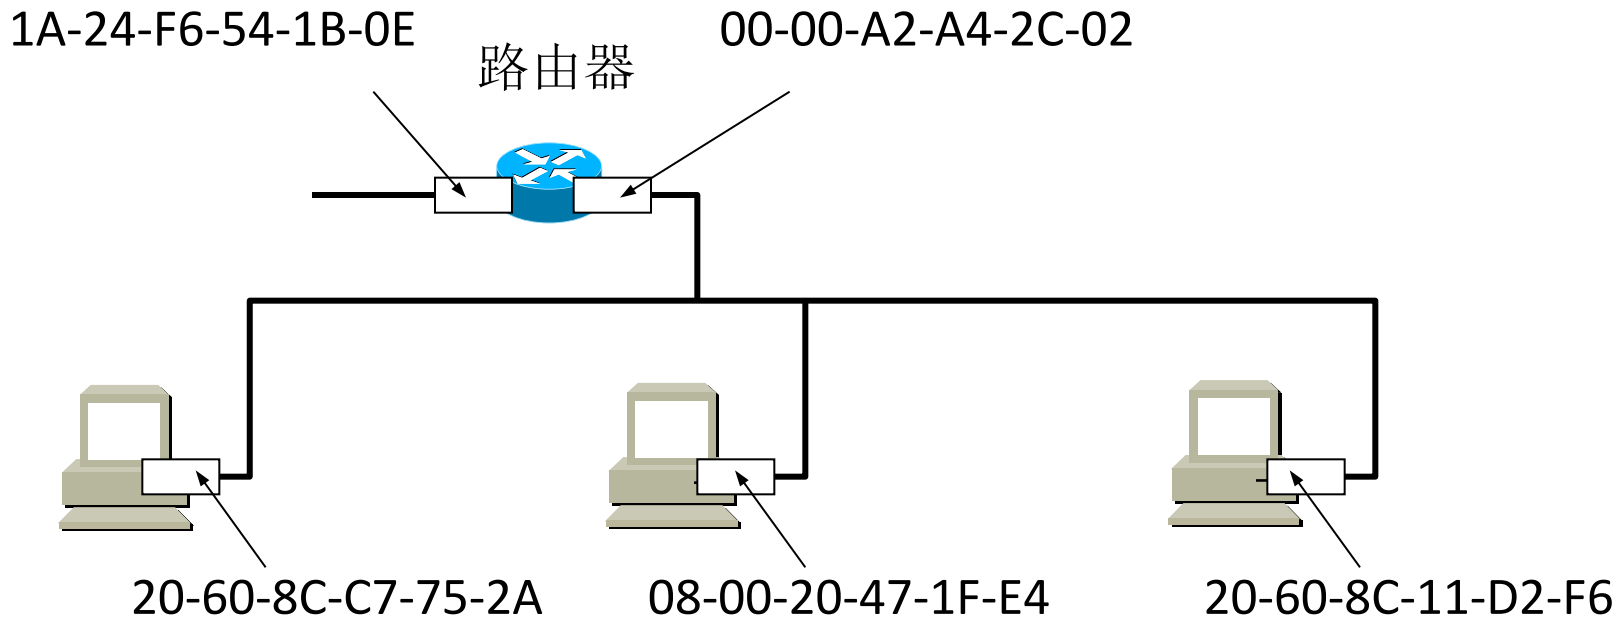 1A-24-F6-54-1B-0E
00-00-A2-A4-2C-02
路由器
20-60-8C-C7-75-2A
08-00-20-47-1F-E4
20-60-8C-11-D2-F6